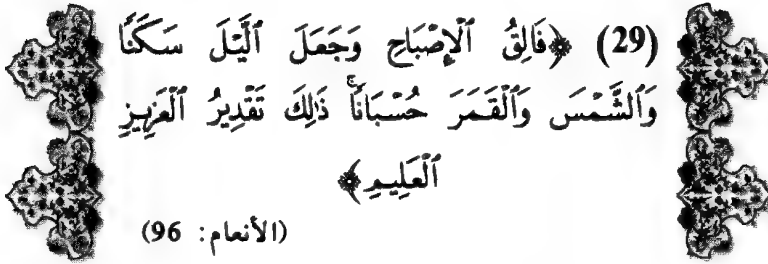 (29) ﴿فَالِقُ ٱلْإِصْبَاحِ وَجَعَلَ ٱلَّيْلَ سَكَنًا
وَٱلشَّمْسَ وَٱلْقَمَرَ حُسْبَانًاۚ ذَٰلِكَ تَقْدِيرُ ٱلْعَزِيزِ
ٱلْعَلِيمِ﴾
(الأنعام: 96)